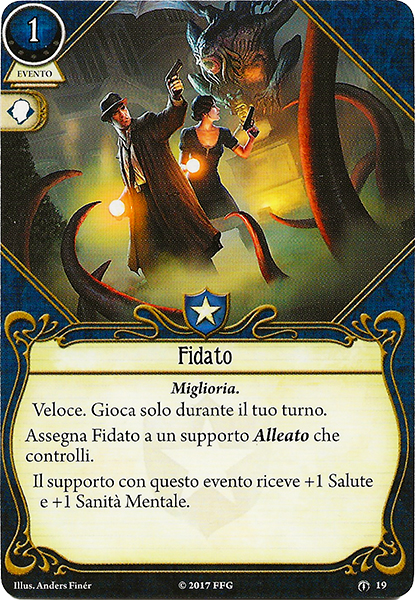 1
EVENTO
Fidato
Miglioria.
Veloce. Gioca solo durante il tuo turno.
Assegna Fidato a un supporto Alleato che
controlli.
Il supporto con questo evento riceve +1 Salute
e +1 Sanità Mentale.
Illus. Anders Finér
© 2017 FFG
19